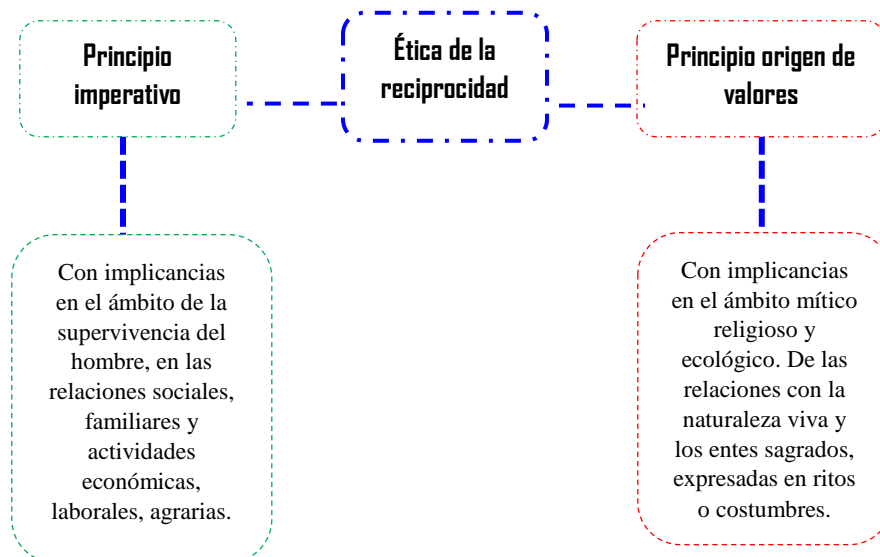 Principio
imperativo
Ética de la
reciprocidad
Principio origen de
valores
Con implicancias
en el ámbito de la
supervivencia del
hombre, en las
relaciones sociales,
familiares y
actividades
económicas,
laborales, agrarias.
Con implicancias
en el ámbito mítico
religioso y
ecológico. De las
relaciones con la
naturaleza viva y
los entes sagrados,
expresadas en ritos
o costumbres.